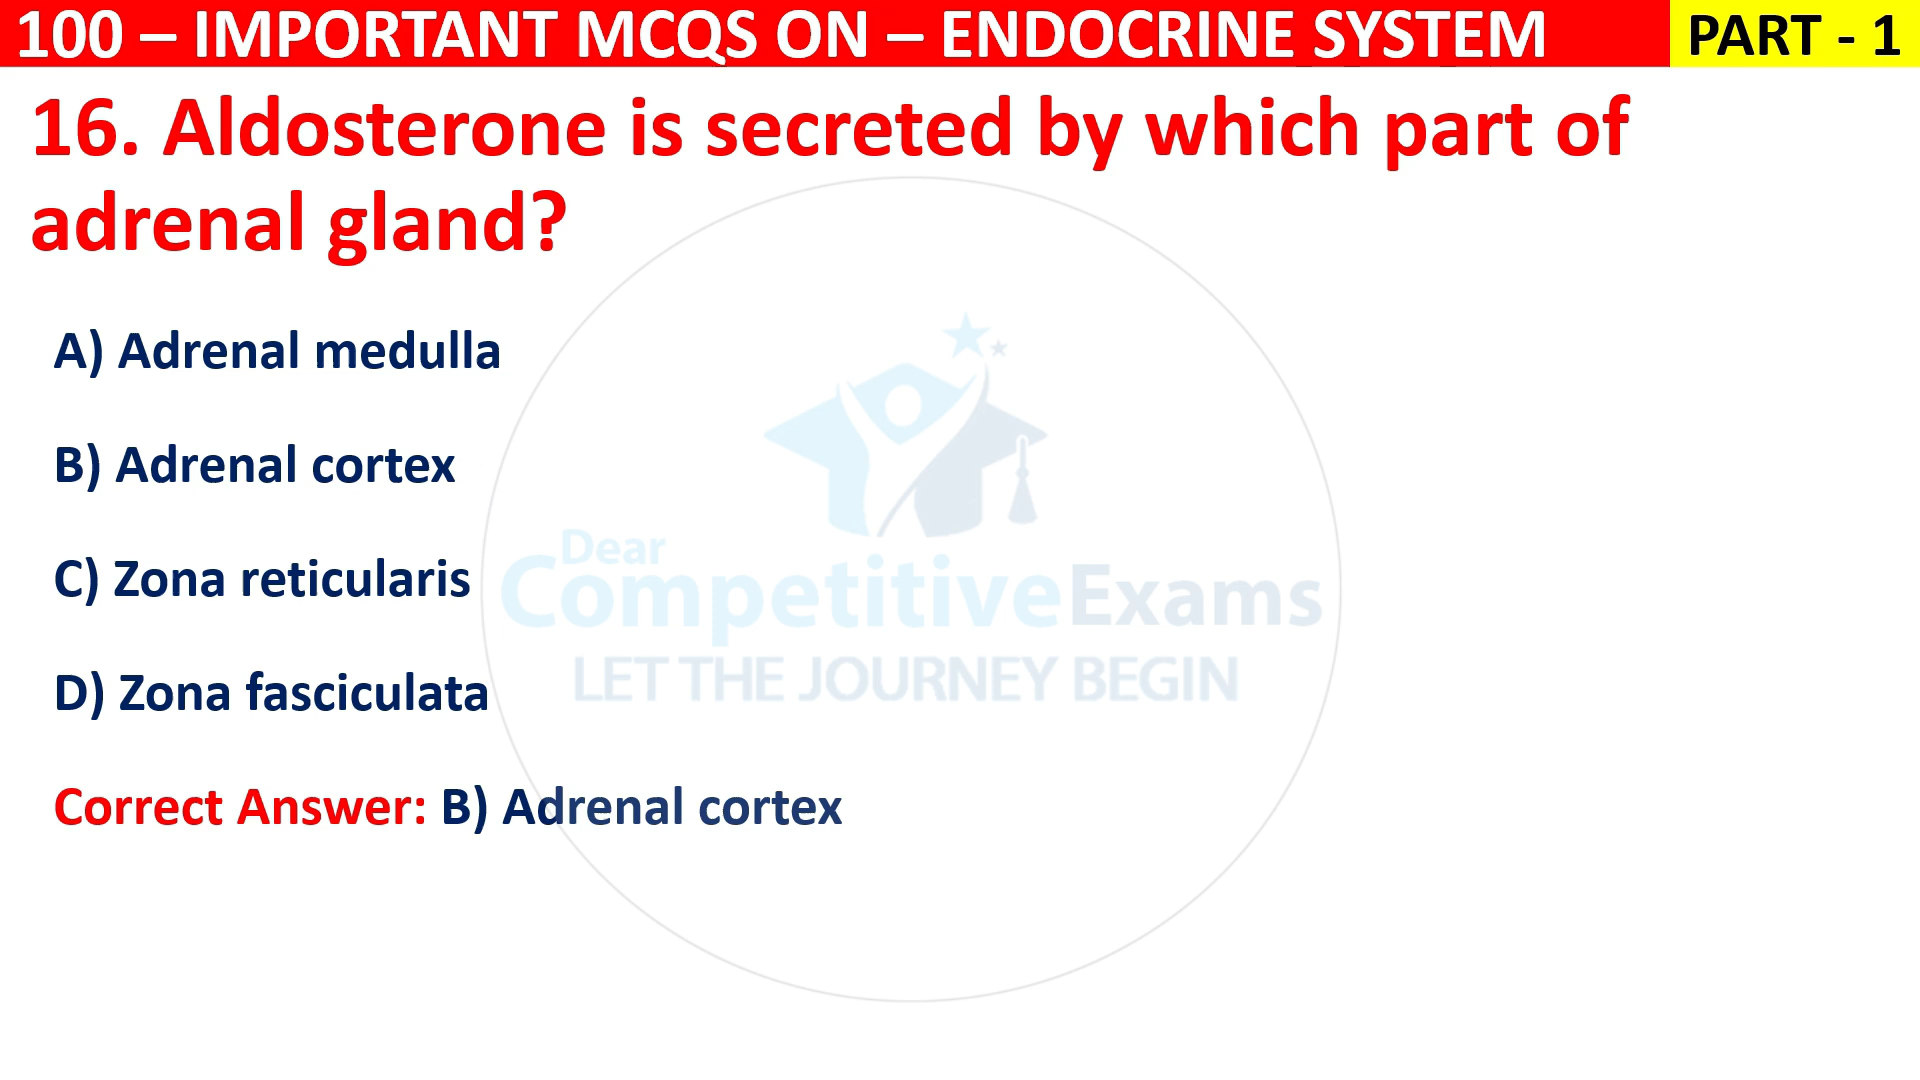 100 – IMPORTANT MCQS ON – ENDOCRINE SYSTEM PART - 1
16. Aldosterone is secreted by which part of
adrenal gland?
A) Adrenal medulla
B) Adrenal cortex
C) Zona reticularis
D) Zona fasciculata
Correct Answer: B) Adrenal cortex
Dear
CompetitiveExams
LET THE JOURNEY BEGIN